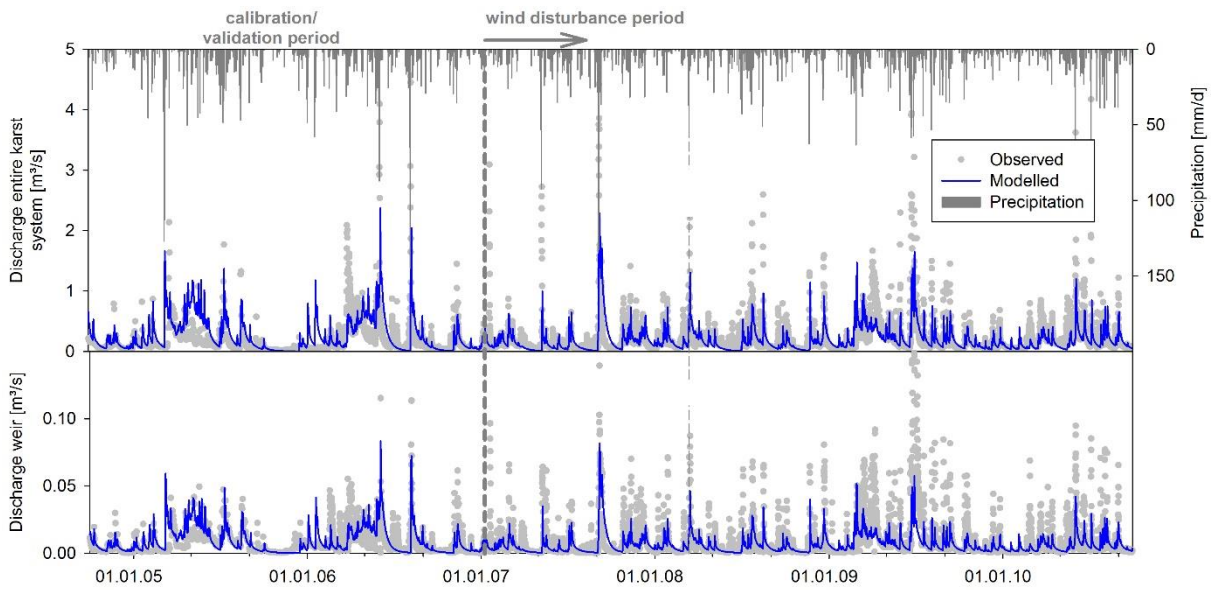 calibration/
validation period
wind disturbance period
Discharge entire karst
system [m³/s]
5
4
3
2
1
0
0
50
100
150
Precipitation [mm/d]
Observed
Modelled
Precipitation
Discharge weir [m³/s]
0.10
0.05
0.00
01.01.05
01.01.06
01.01.07
01.01.08
01.01.09
01.01.10